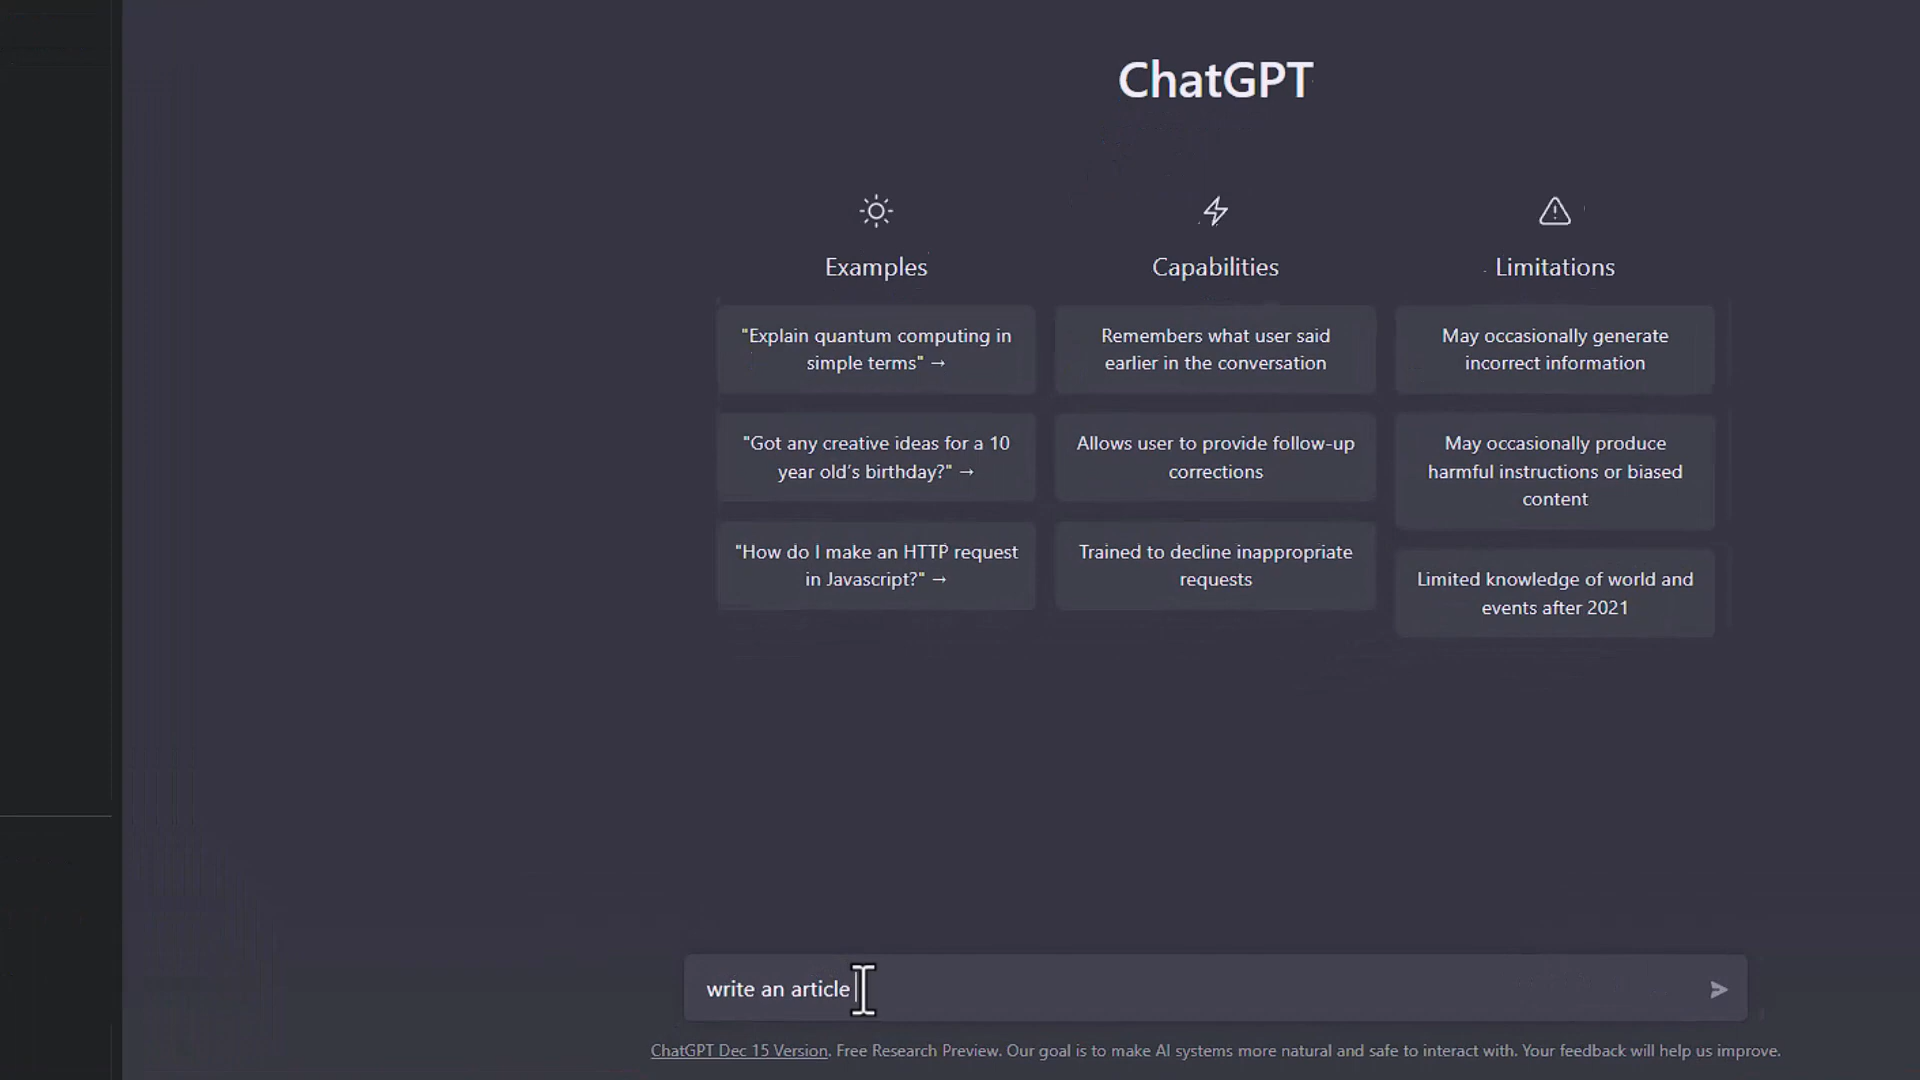 ChatGPT
Examples
"Explain quantum computing in
simple terms" →
"Got any creative ideas for a 10
year old's birthday?" →
"How do I make an HTTP request
in Javascript?" →
Capabilities
Remembers what user said
earlier in the conversation
Allows user to provide follow-up
corrections
Trained to decline inappropriate
requests
Limitations
May occasionally generate
incorrect information
May occasionally produce
harmful instructions or biased
content
Limited knowledge of world and
events after 2021
write an article
ChatGPT Dec 15 Version. Free Research Preview. Our goal is to make AI systems more natural and safe to interact with. Your feedback will help us improve.